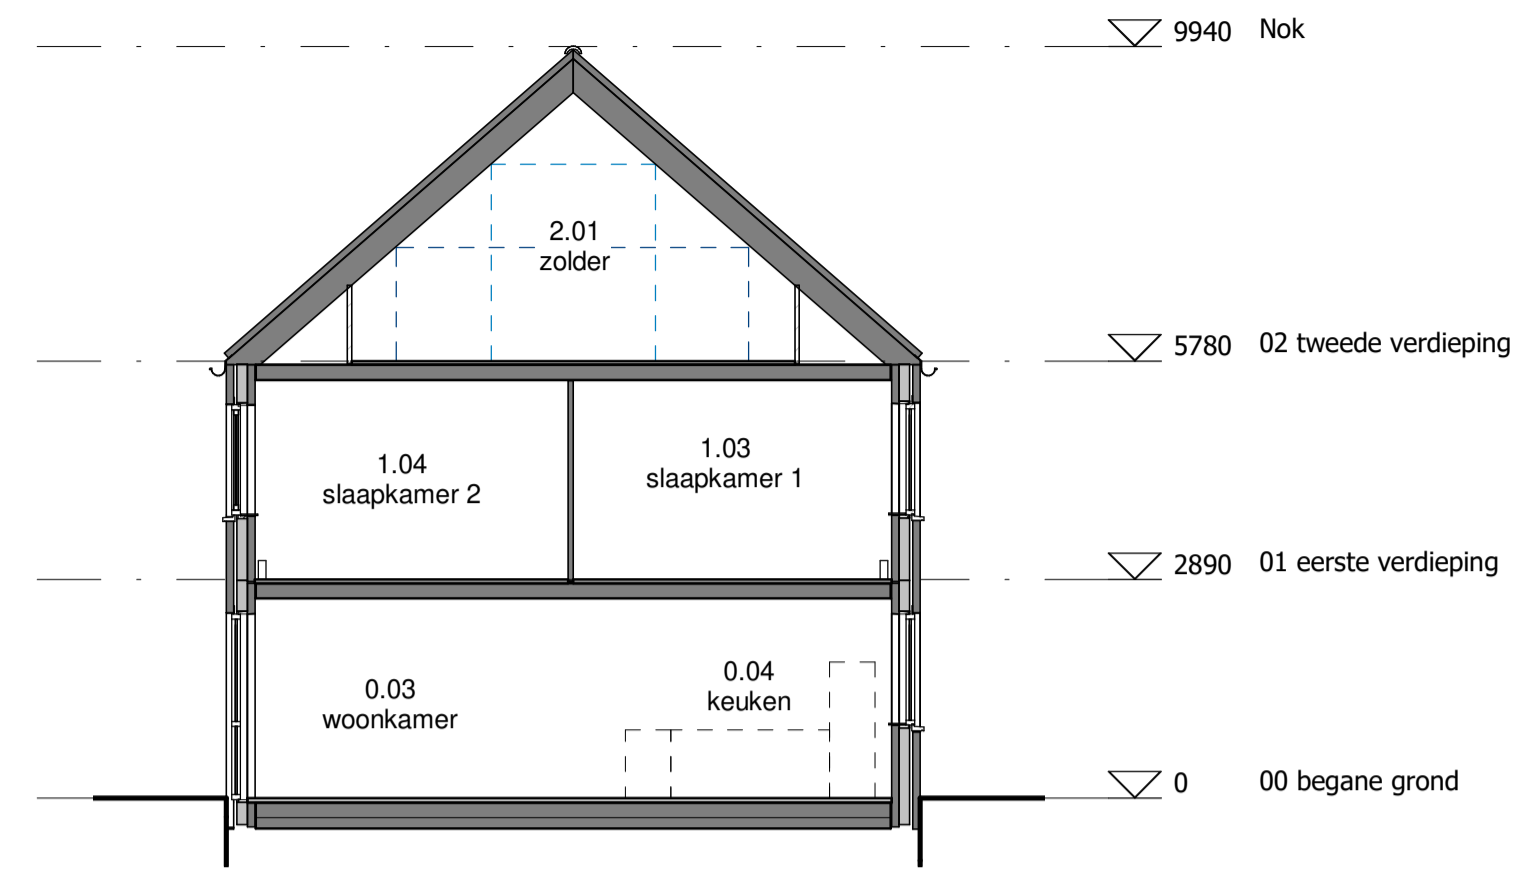 9940 Nok
2.01
zolder
5780 02 tweede verdieping
1.04
slaapkamer 2
1.03
slaapkamer 1
2890 01 eerste verdieping
0.03
woonkamer
0.04
keuken
0 00 begane grond